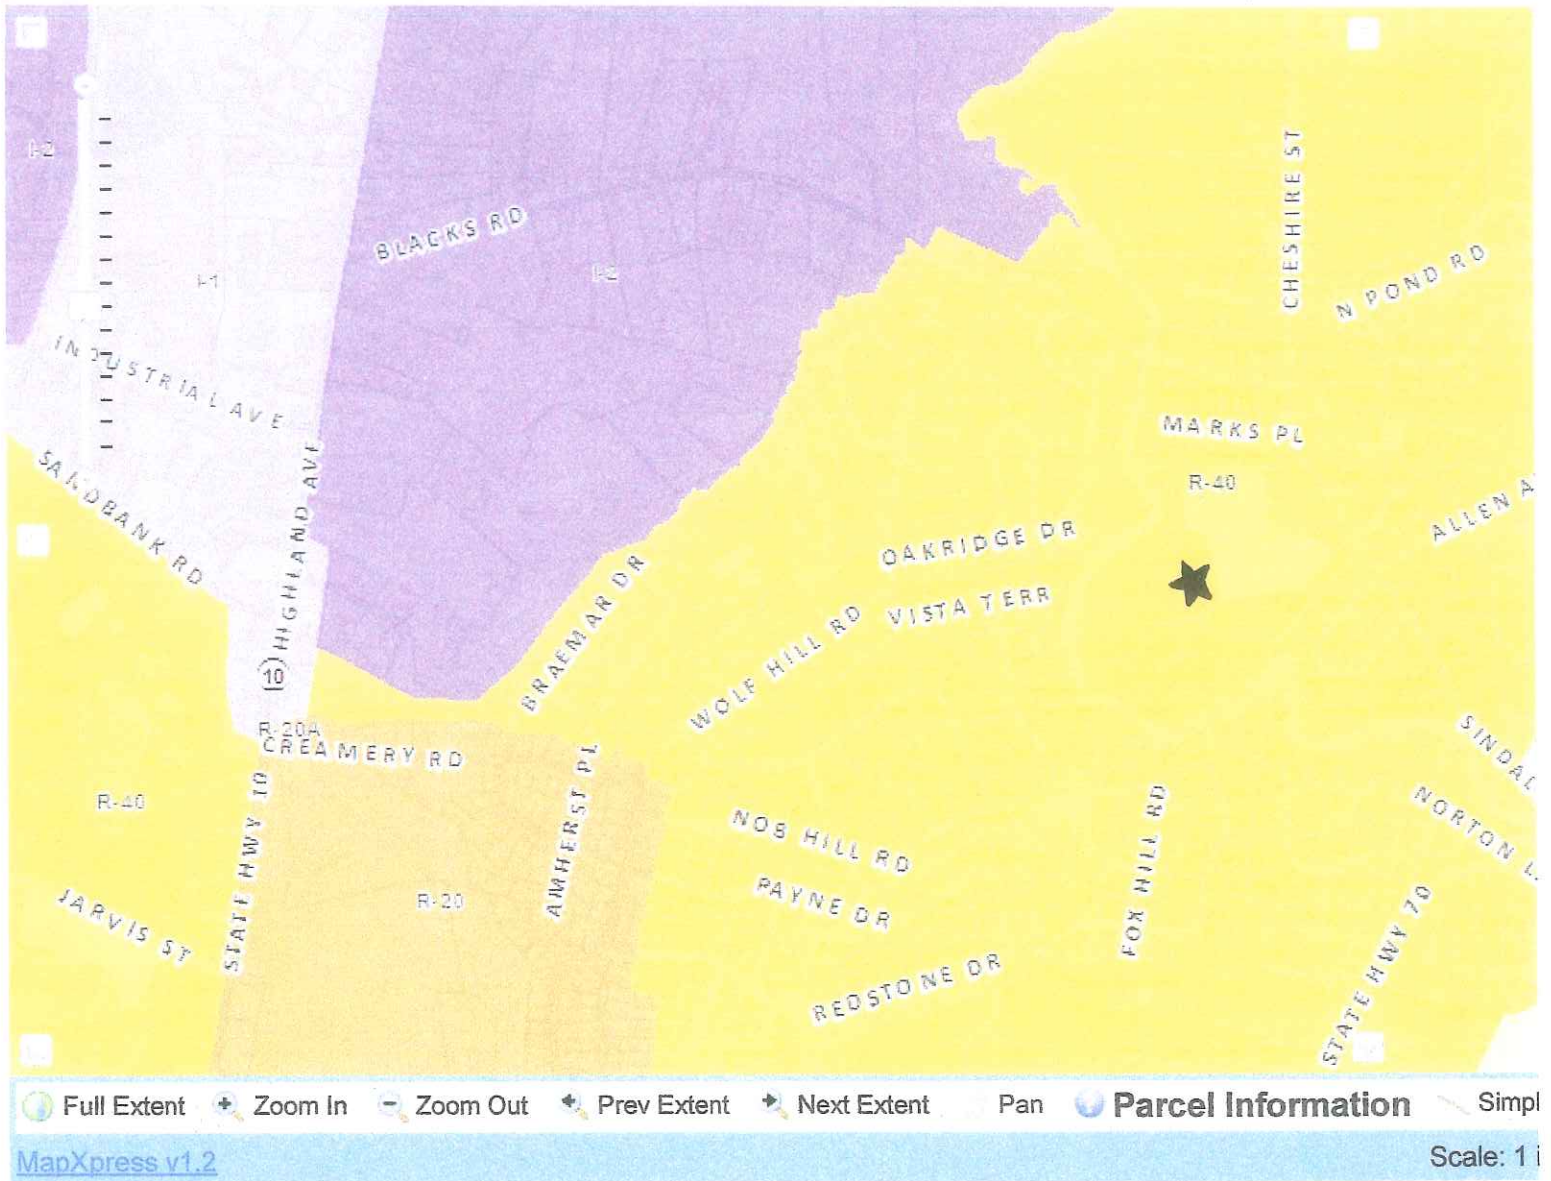 I-2
CHESHIRE ST
BLACKS RD
I-2
I-1
N POND RD
INDUSTRIAL AVE
MARKS PL
R-40
SANDBANK RD
HIGHLAND AVE
ALLEN A
OAKRIDGE DR
BRAEMAR DR
VISTA TERR
WOLF HILL RD
10
R-20A
CREAMERY RD
SINDAL
R-40
STATE HWY 10
AMHERST PL
NOB HILL RD
FOX HILL RD
NORTON L
PAYNE DR
R-20
JARVIS ST
STATE HWY 70
REDSTONE DR
Full Extent Zoom In Zoom Out Prev Extent Next Extent Pan Parcel Information Simpl
MapXpress v1.2 Scale: 1 i